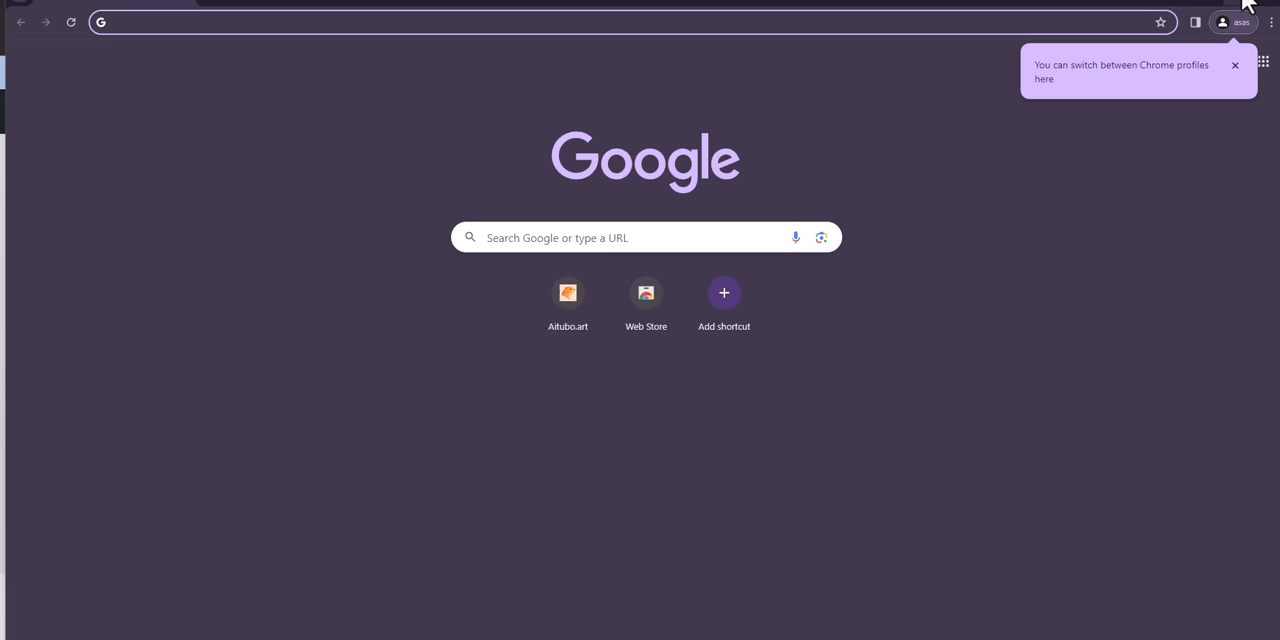 asas
You can switch between Chrome profiles
here
Google
Search Google or type a URL
Aitubo.art
Web Store
Add shortcut